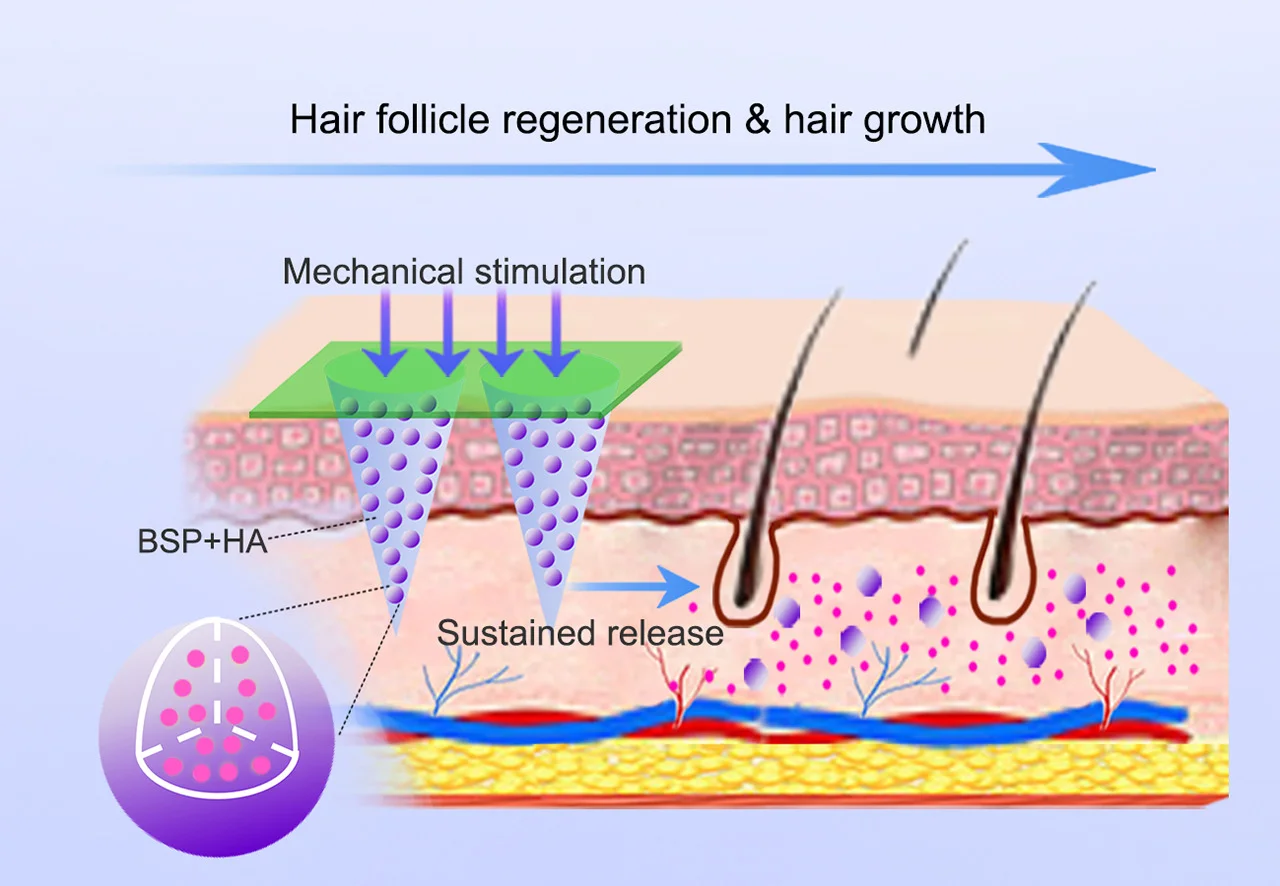 Hair follicle regeneration & hair growth
Mechanical stimulation
BSP+HA
Sustained release